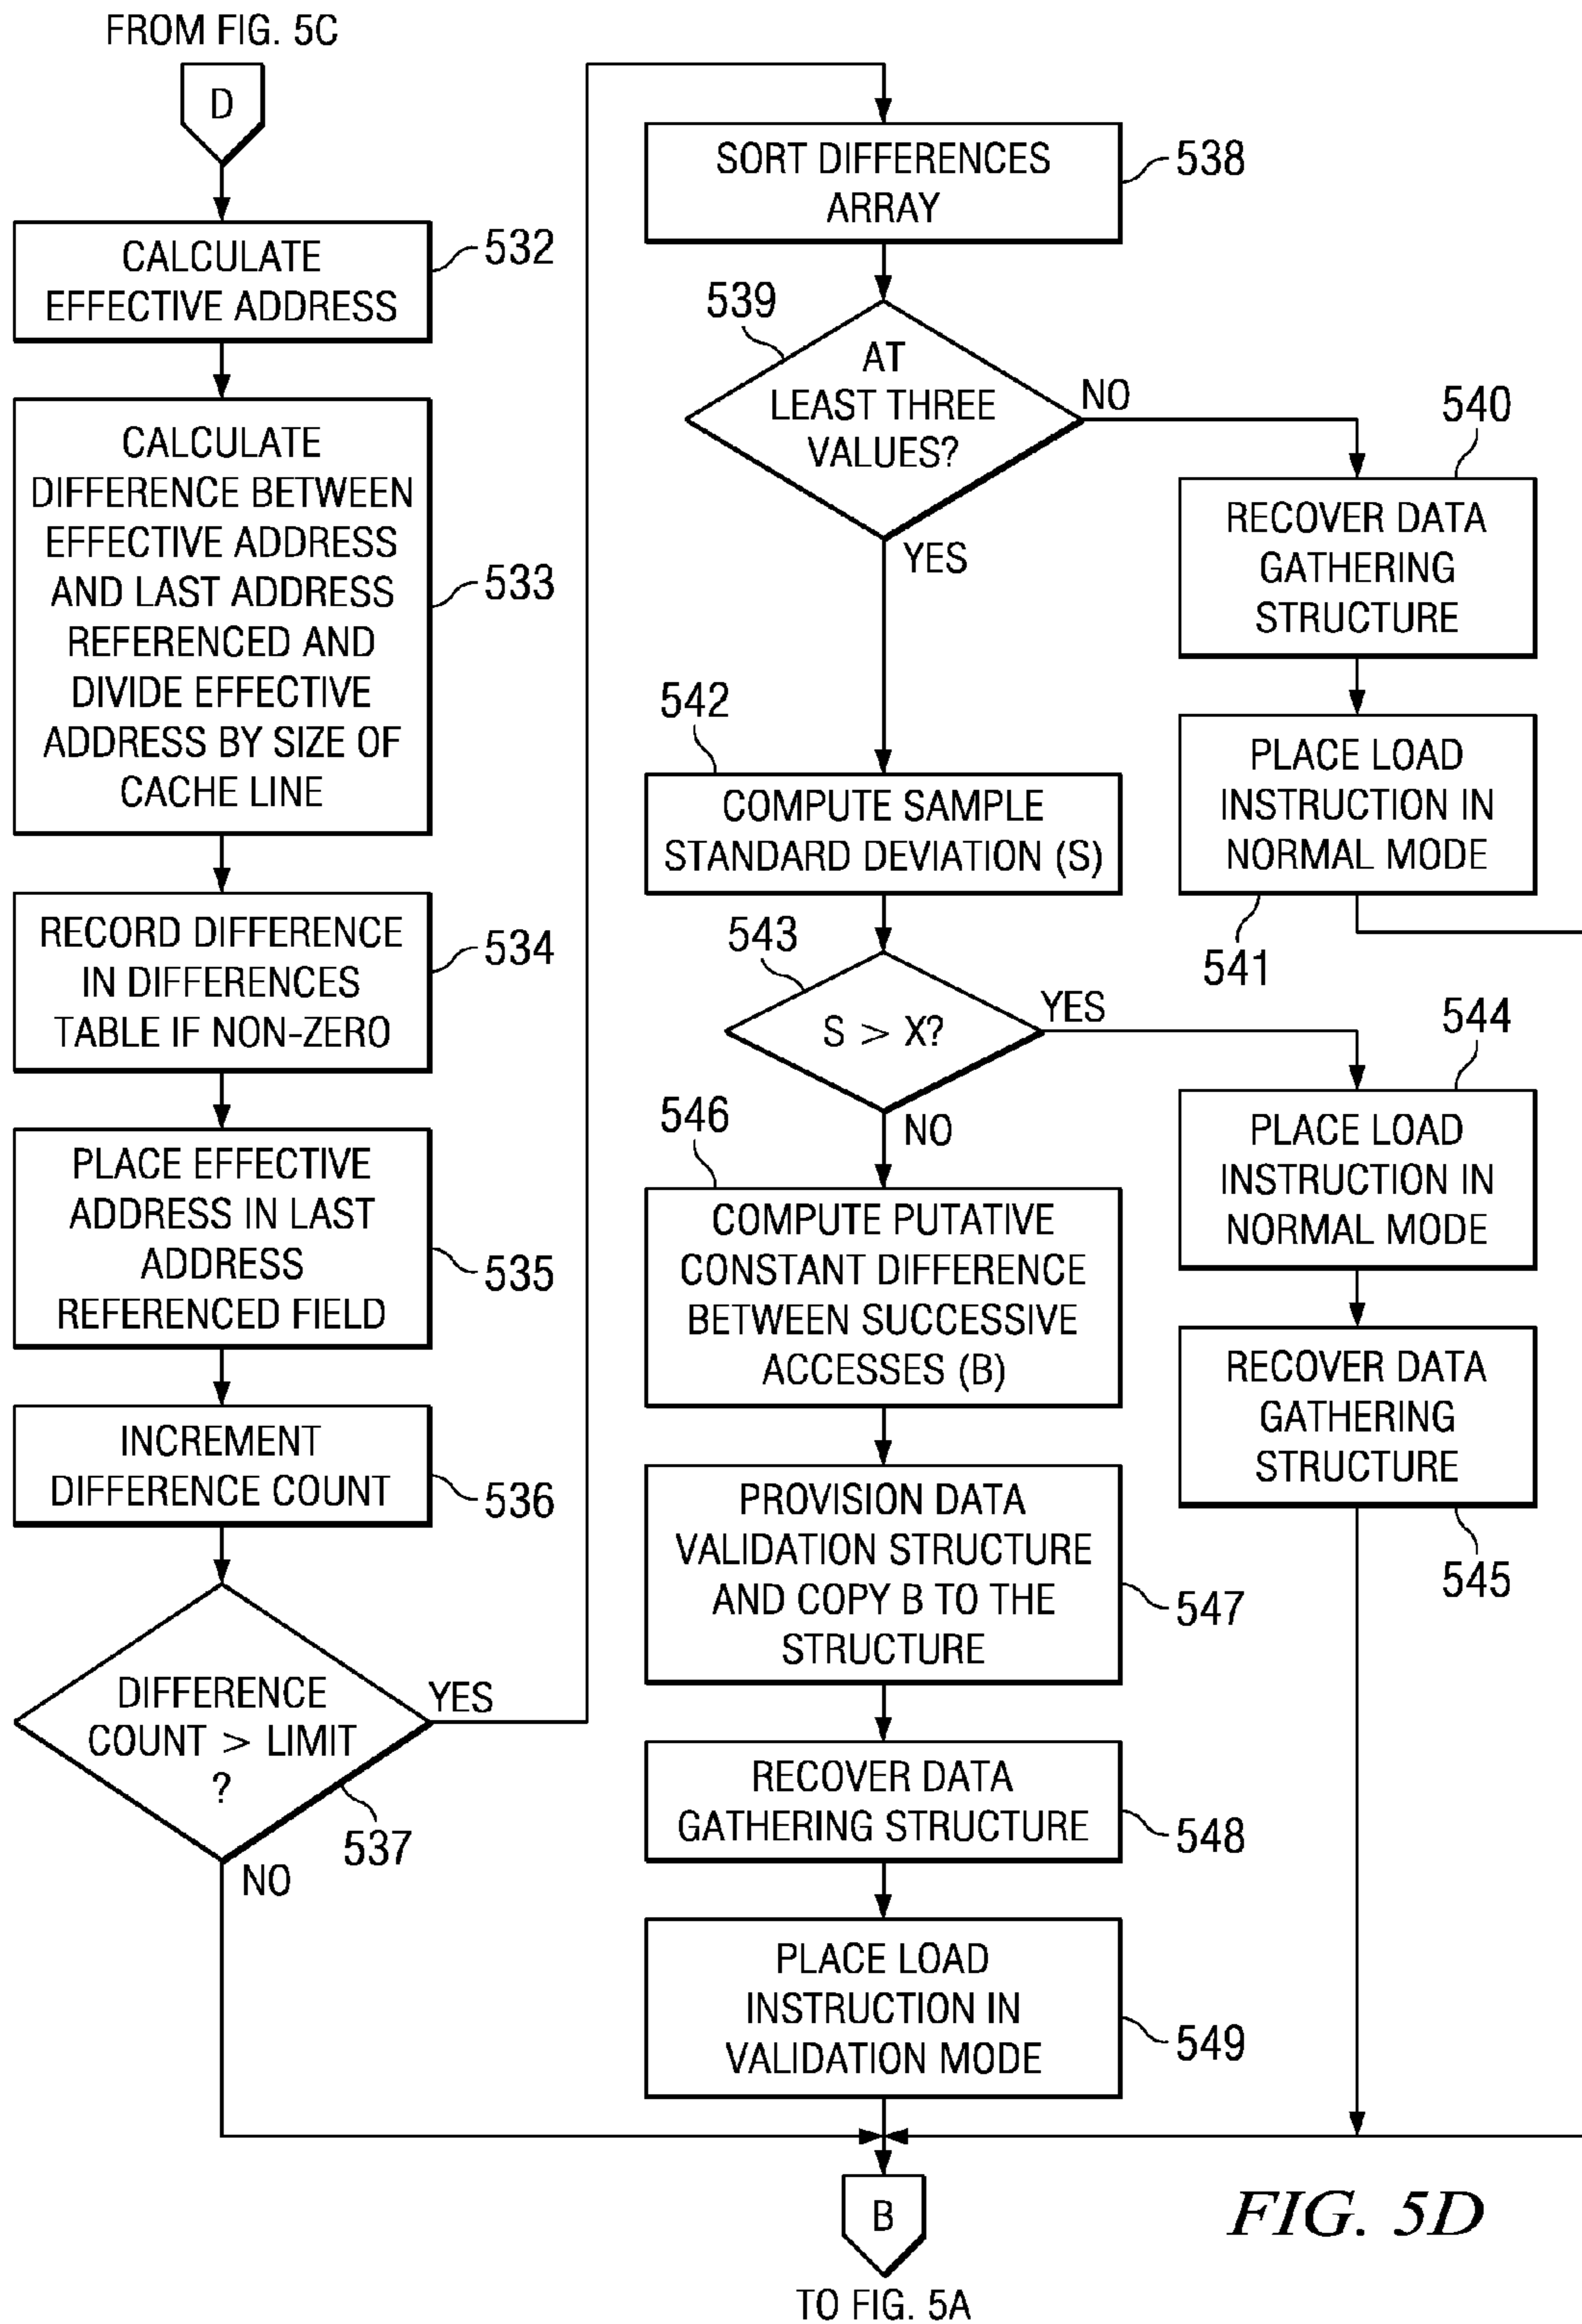 FROM FIG. 5C
D
CALCULATE
EFFECTIVE ADDRESS
532
CALCULATE
DIFFERENCE BETWEEN
EFFECTIVE ADDRESS
AND LAST ADDRESS
REFERENCED AND
DIVIDE EFFECTIVE
ADDRESS BY SIZE OF
CACHE LINE
533
RECORD DIFFERENCE
IN DIFFERENCES
TABLE IF NON-ZERO
534
PLACE EFFECTIVE
ADDRESS IN LAST
ADDRESS
REFERENCED FIELD
535
INCREMENT
DIFFERENCE COUNT
536
DIFFERENCE
COUNT > LIMIT
?
YES
537
NO
SORT DIFFERENCES
ARRAY
538
539
AT
LEAST THREE
VALUES?
NO
YES
540
RECOVER DATA
GATHERING
STRUCTURE
PLACE LOAD
INSTRUCTION IN
NORMAL MODE
541
542
COMPUTE SAMPLE
STANDARD DEVIATION (S)
543
S > X?
YES
NO
544
PLACE LOAD
INSTRUCTION IN
NORMAL MODE
RECOVER DATA
GATHERING
STRUCTURE
545
546
COMPUTE PUTATIVE
CONSTANT DIFFERENCE
BETWEEN SUCCESSIVE
ACCESSES (B)
PROVISION DATA
VALIDATION STRUCTURE
AND COPY B TO THE
STRUCTURE
547
RECOVER DATA
GATHERING STRUCTURE
548
PLACE LOAD
INSTRUCTION IN
VALIDATION MODE
549
B
TO FIG. 5A
FIG. 5D